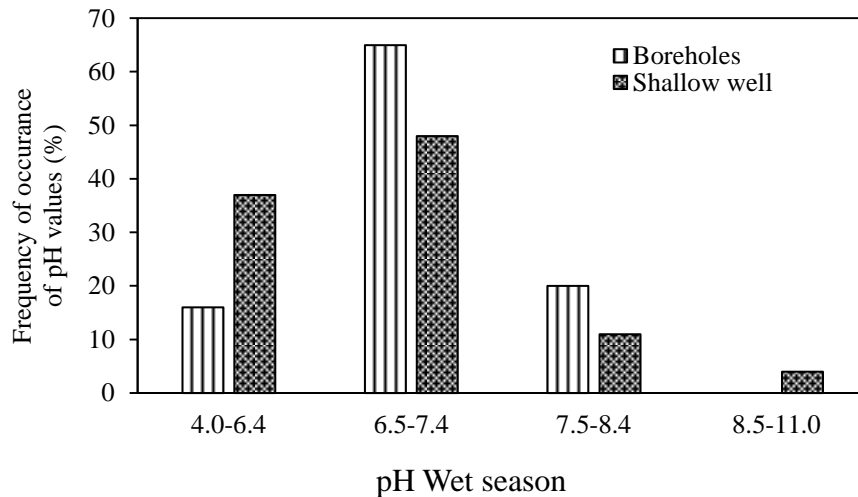 70
60
50
40
30
20
10
0
Frequency of occurance
of pH values (%)
Boreholes
Shallow well
4.0-6.4 6.5-7.4 7.5-8.4 8.5-11.0
pH Wet season